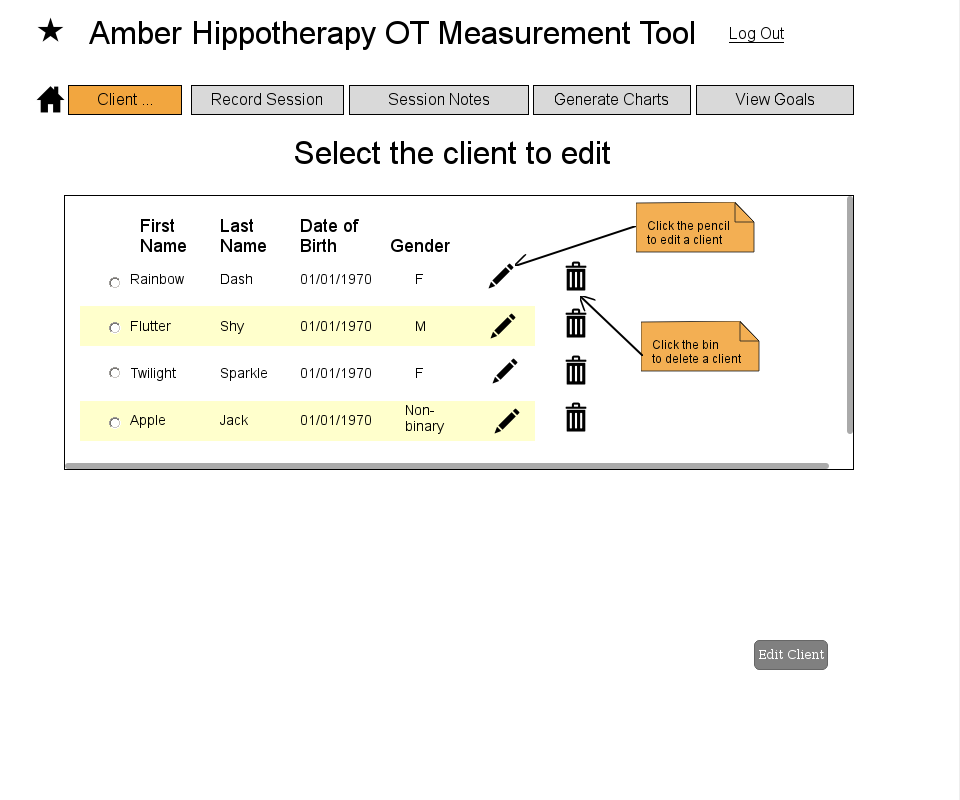 Amber Hippotherapy OT Measurement Tool
Log Out
Client ...
Record Session
Session Notes
Generate Charts
View Goals
Select the client to edit
First Name
Last Name
Date of Birth
Gender
Rainbow Dash 01/01/1970 F
Flutter Shy 01/01/1970 M
Twilight Sparkle 01/01/1970 F
Apple Jack 01/01/1970 Non-binary
Click the pencil
to edit a client
Click the bin
to delete a client
Edit Client